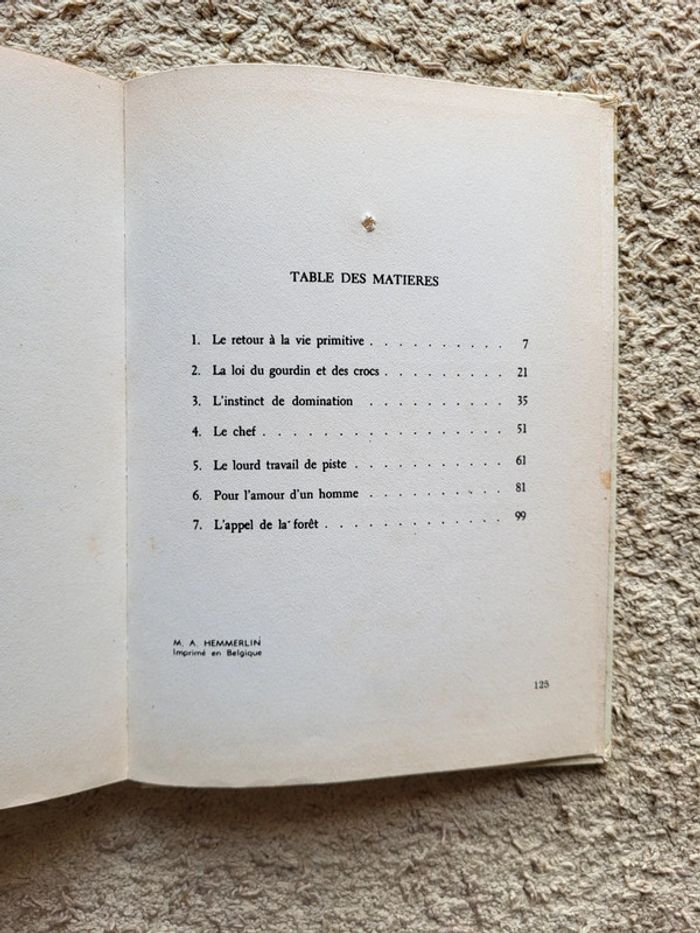 TABLE DES MATIERES
1. Le retour à la vie primitive . . . . . . . . . . 7
2. La loi du gourdin et des crocs . . . . . . . . . 21
3. L'instinct de domination . . . . . . . . . . 35
4. Le chef . . . . . . . . . . . . . . . . . 51
5. Le lourd travail de piste . . . . . . . . . . . 61
6. Pour l'amour d'un homme . . . . . . . . . . 81
7. L'appel de la forêt . . . . . . . . . . . . . 99
M. A. HEMMERLIN
Imprimé en Belgique
125